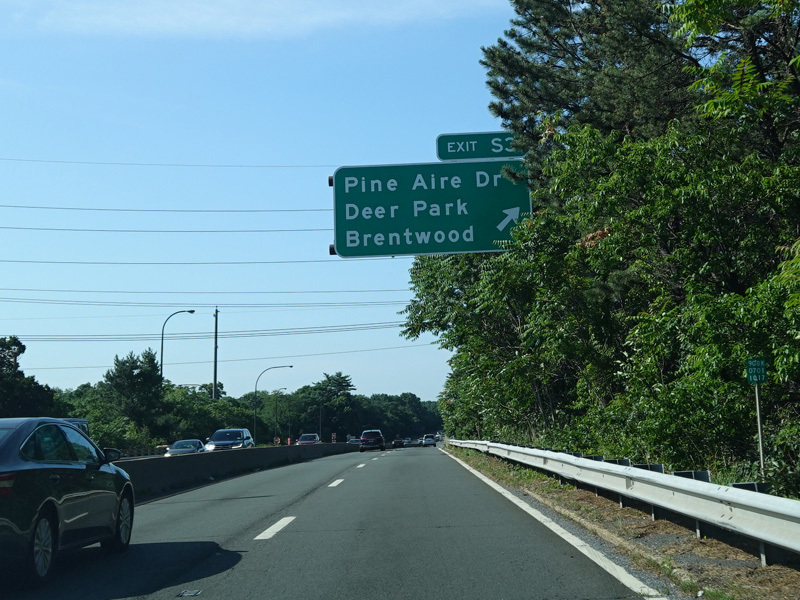 EXIT S3
Pine Aire Dr
Deer Park
Brentwood